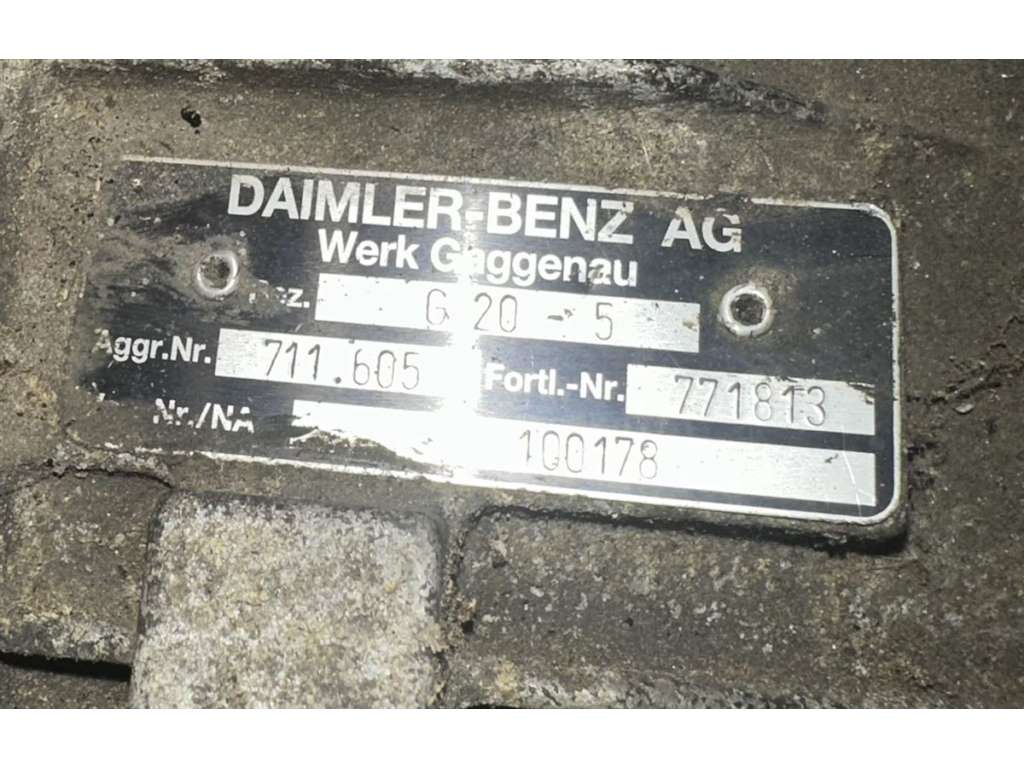 DAIMLER-BENZ AG
Werk Gaggenau
G 20 - 5
Aggr.Nr. 711.605 Fortl.-Nr. 771813
Nr./NA 100178